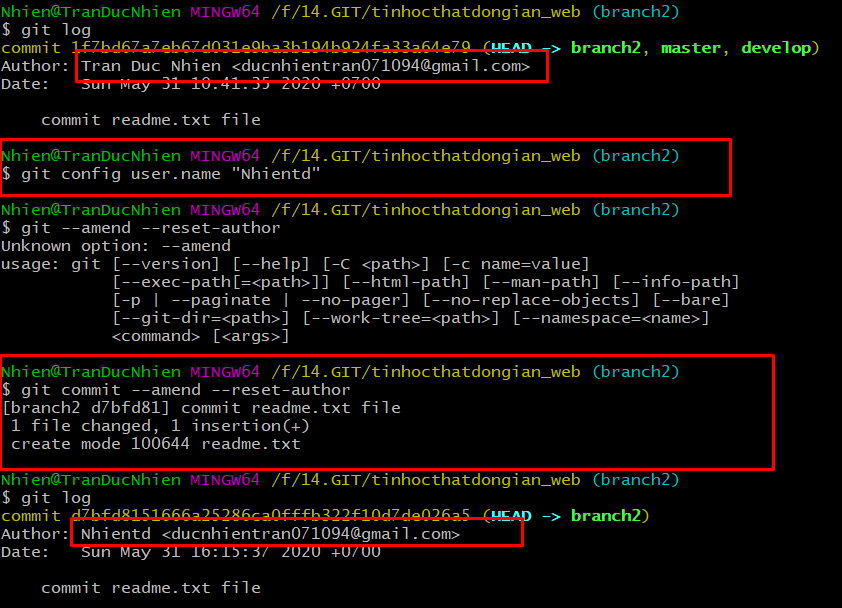 Nhien@TranDucNhien MINGW64 /f/14.GIT/tinhocthatdongian_web (branch2)
$ git log
commit 1f7bd67a7eb67d031e9ba3b194b924fa33a64e79 (HEAD -> branch2, master, develop)
Author: Tran Duc Nhien <ducnhientran071094@gmail.com>
Date:   Sun May 31 10:41:35 2020 +0700
    commit readme.txt file
Nhien@TranDucNhien MINGW64 /f/14.GIT/tinhocthatdongian_web (branch2)
$ git config user.name "Nhientd"
Nhien@TranDucNhien MINGW64 /f/14.GIT/tinhocthatdongian_web (branch2)
$ git --amend --reset-author
Unknown option: --amend
usage: git [--version] [--help] [-C <path>] [-c name=value]
           [--exec-path[=<path>]] [--html-path] [--man-path] [--info-path]
           [-p | --paginate | --no-pager] [--no-replace-objects] [--bare]
           [--git-dir=<path>] [--work-tree=<path>] [--namespace=<name>]
           <command> [<args>]
Nhien@TranDucNhien MINGW64 /f/14.GIT/tinhocthatdongian_web (branch2)
$ git commit --amend --reset-author
[branch2 d7bfd81] commit readme.txt file
 1 file changed, 1 insertion(+)
 create mode 100644 readme.txt
Nhien@TranDucNhien MINGW64 /f/14.GIT/tinhocthatdongian_web (branch2)
$ git log
commit d7bfd8151666a25286ca0fffb322f10d7de026a5 (HEAD -> branch2)
Author: Nhientd <ducnhientran071094@gmail.com>
Date:   Sun May 31 16:15:37 2020 +0700
    commit readme.txt file